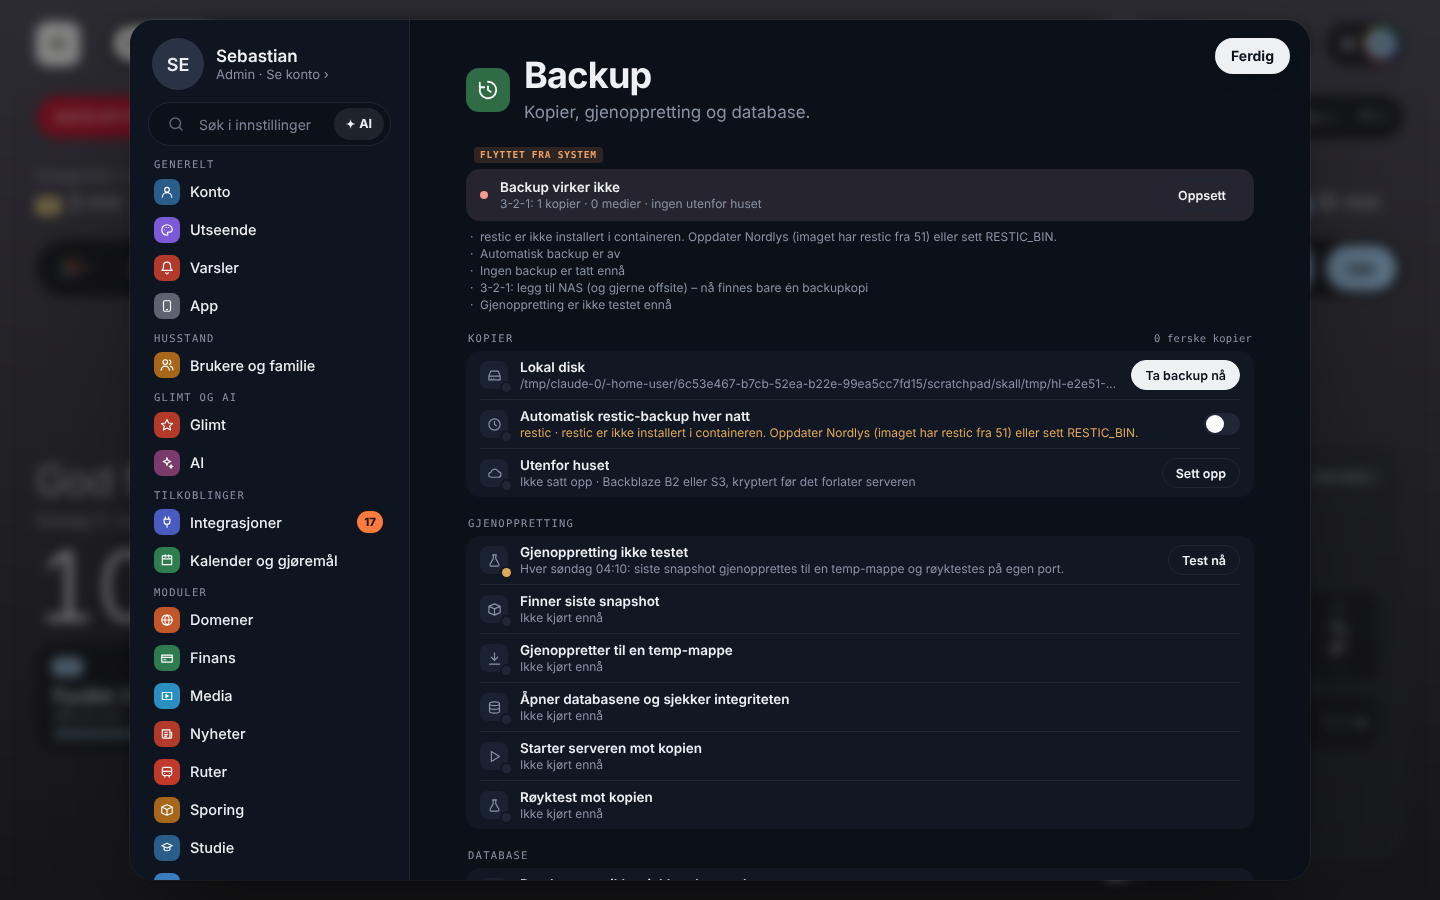 SE
Sebastian
Admin · Se konto ›
Søk i innstillinger
✦ AI
GENERELT
Konto
Utseende
Varsler
App
HUSSTAND
Brukere og familie
GLIMT OG AI
Glimt
AI
TILKOBLINGER
Integrasjoner
17
Kalender og gjøremål
MODULER
Domener
Finans
Media
Nyheter
Ruter
Sporing
Studie
Ferdig
Backup
Kopier, gjenoppretting og database.
FLYTTET FRA SYSTEM
Backup virker ikke
3-2-1: 1 kopier · 0 medier · ingen utenfor huset
Oppsett
· restic er ikke installert i containeren. Oppdater Nordlys (imaget har restic fra 51) eller sett RESTIC_BIN.
· Automatisk backup er av
· Ingen backup er tatt ennå
· 3-2-1: legg til NAS (og gjerne offsite) – nå finnes bare én backupkopi
· Gjenoppretting er ikke testet ennå
KOPIER
0 ferske kopier
Lokal disk
/tmp/claude-0/-home-user/6c53e467-b7cb-52ea-b22e-99ea5cc7fd15/scratchpad/skall/tmp/hl-e2e51-...
Ta backup nå
Automatisk restic-backup hver natt
restic · restic er ikke installert i containeren. Oppdater Nordlys (imaget har restic fra 51) eller sett RESTIC_BIN.
Utenfor huset
Ikke satt opp · Backblaze B2 eller S3, kryptert før det forlater serveren
Sett opp
GJENOPPRETTING
Gjenoppretting ikke testet
Hver søndag 04:10: siste snapshot gjenopprettes til en temp-mappe og røyktestes på egen port.
Test nå
Finner siste snapshot
Ikke kjørt ennå
Gjenoppretter til en temp-mappe
Ikke kjørt ennå
Åpner databasene og sjekker integriteten
Ikke kjørt ennå
Starter serveren mot kopien
Ikke kjørt ennå
Røyktest mot kopien
Ikke kjørt ennå
DATABASE